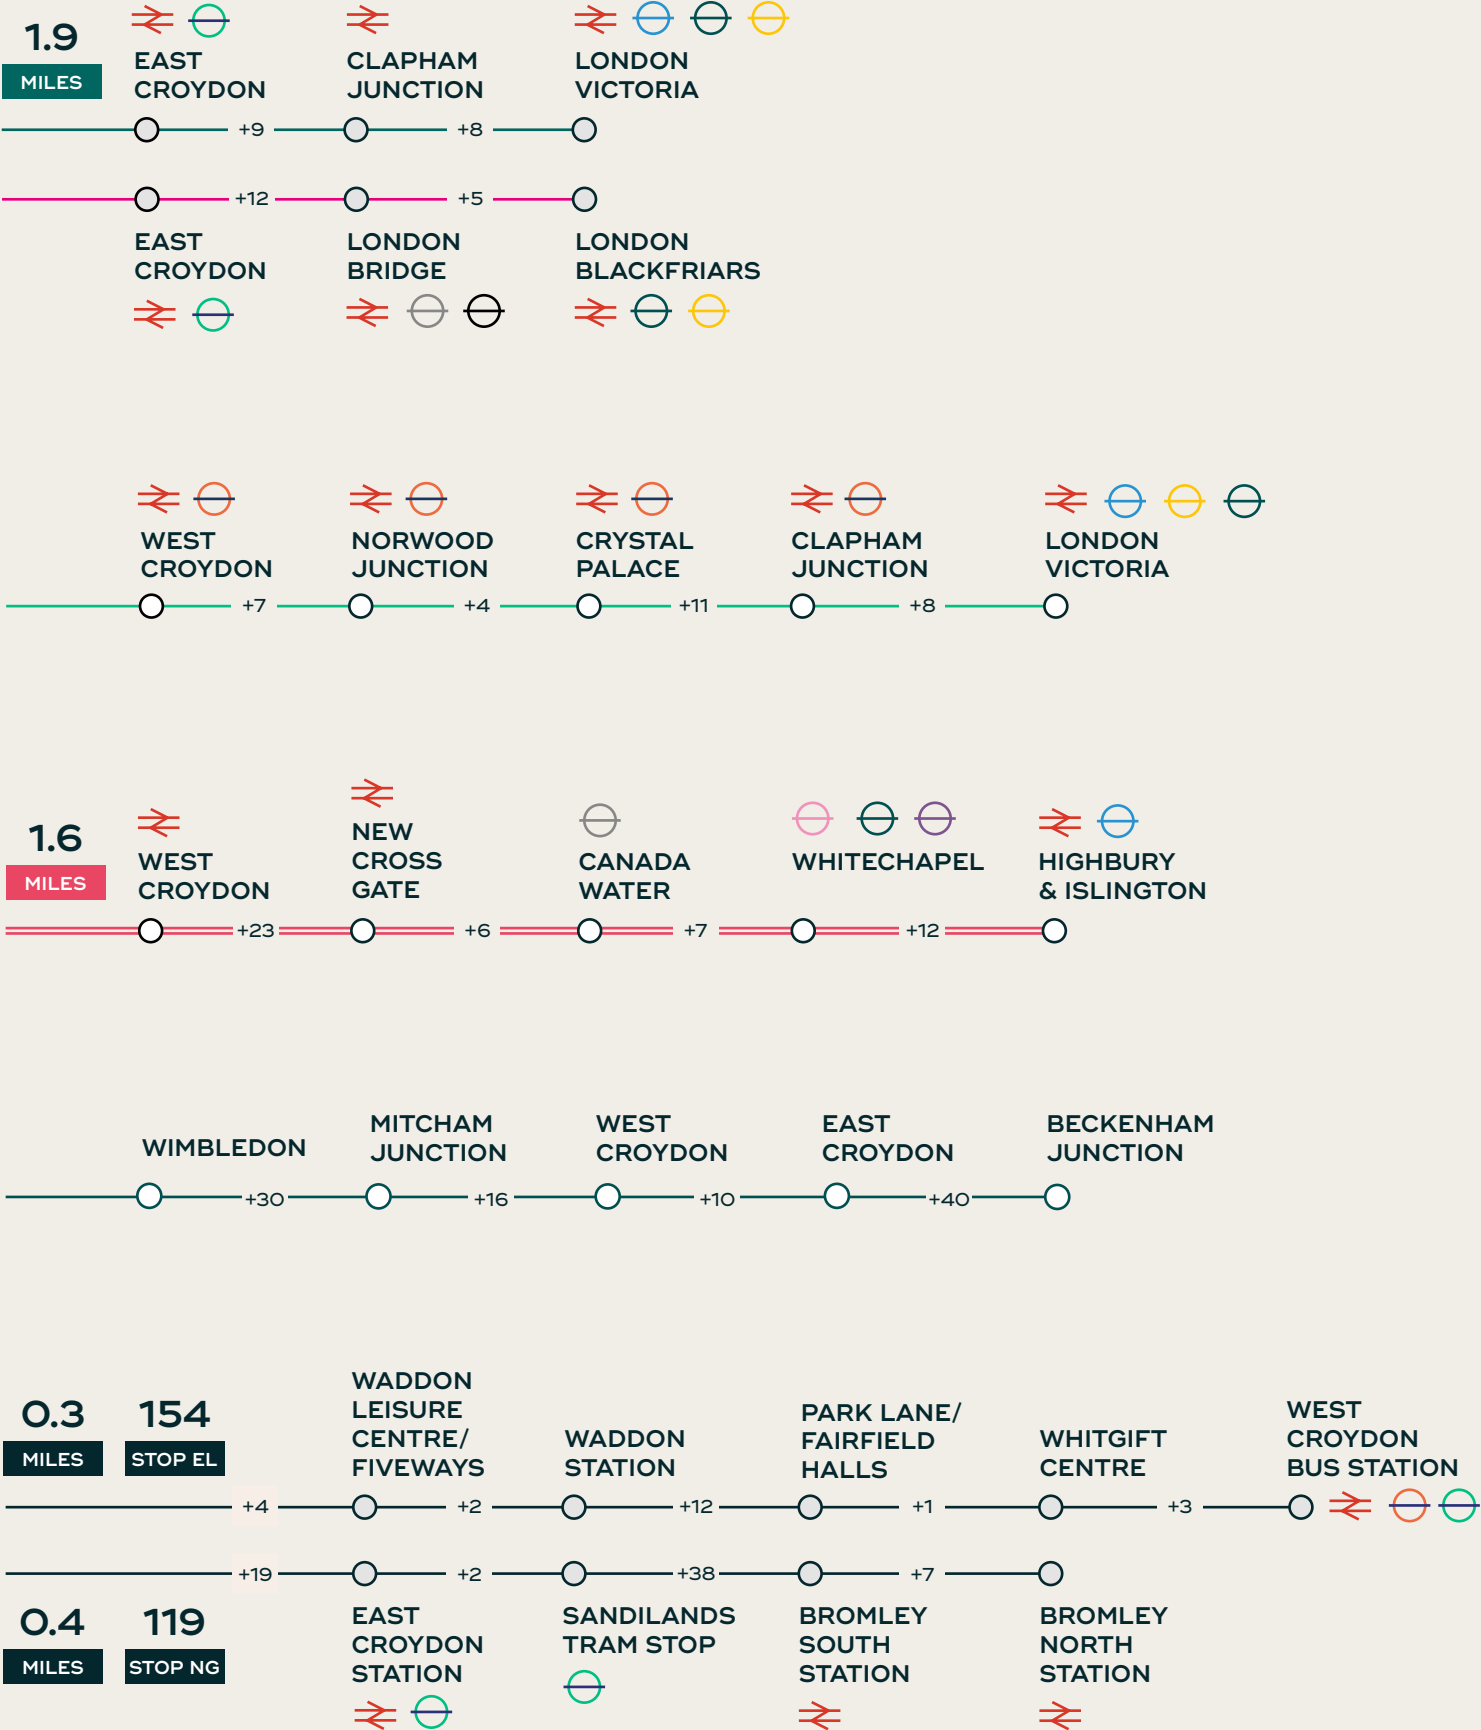 1.9
MILES
EAST
CROYDON
CLAPHAM
JUNCTION
LONDON
VICTORIA
+9
+8
+12
+5
EAST
CROYDON
LONDON
BRIDGE
LONDON
BLACKFRIARS
WEST
CROYDON
NORWOOD
JUNCTION
CRYSTAL
PALACE
CLAPHAM
JUNCTION
LONDON
VICTORIA
+7
+4
+11
+8
1.6
MILES
WEST
CROYDON
NEW
CROSS
GATE
CANADA
WATER
WHITECHAPEL
HIGHBURY
& ISLINGTON
+23
+6
+7
+12
WIMBLEDON
MITCHAM
JUNCTION
WEST
CROYDON
EAST
CROYDON
BECKENHAM
JUNCTION
+30
+16
+10
+40
0.3
MILES
154
STOP EL
WADDON
LEISURE
CENTRE/
FIVEWAYS
WADDON
STATION
PARK LANE/
FAIRFIELD
HALLS
WHITGIFT
CENTRE
WEST
CROYDON
BUS STATION
+4
+2
+12
+1
+3
+19
+2
+38
+7
0.4
MILES
119
STOP NG
EAST
CROYDON
STATION
SANDILANDS
TRAM STOP
BROMLEY
SOUTH
STATION
BROMLEY
NORTH
STATION